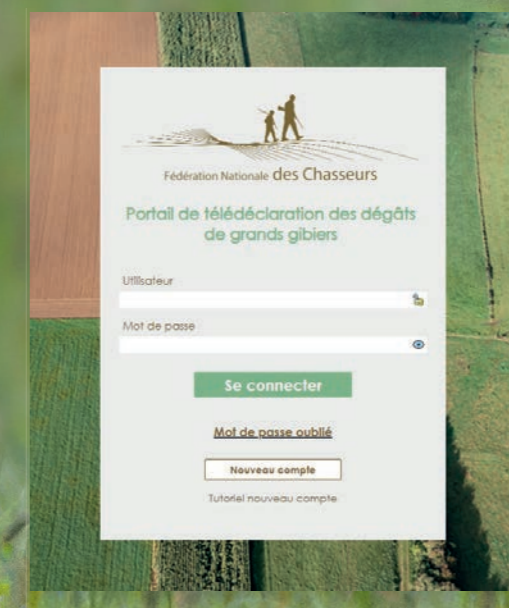 Fédération Nationale des Chasseurs
Portail de télédéclaration des dégâts
de grands gibiers
Utilisateur
Mot de passe
Se connecter
Mot de passe oublié
Nouveau compte
Tutoriel nouveau compte